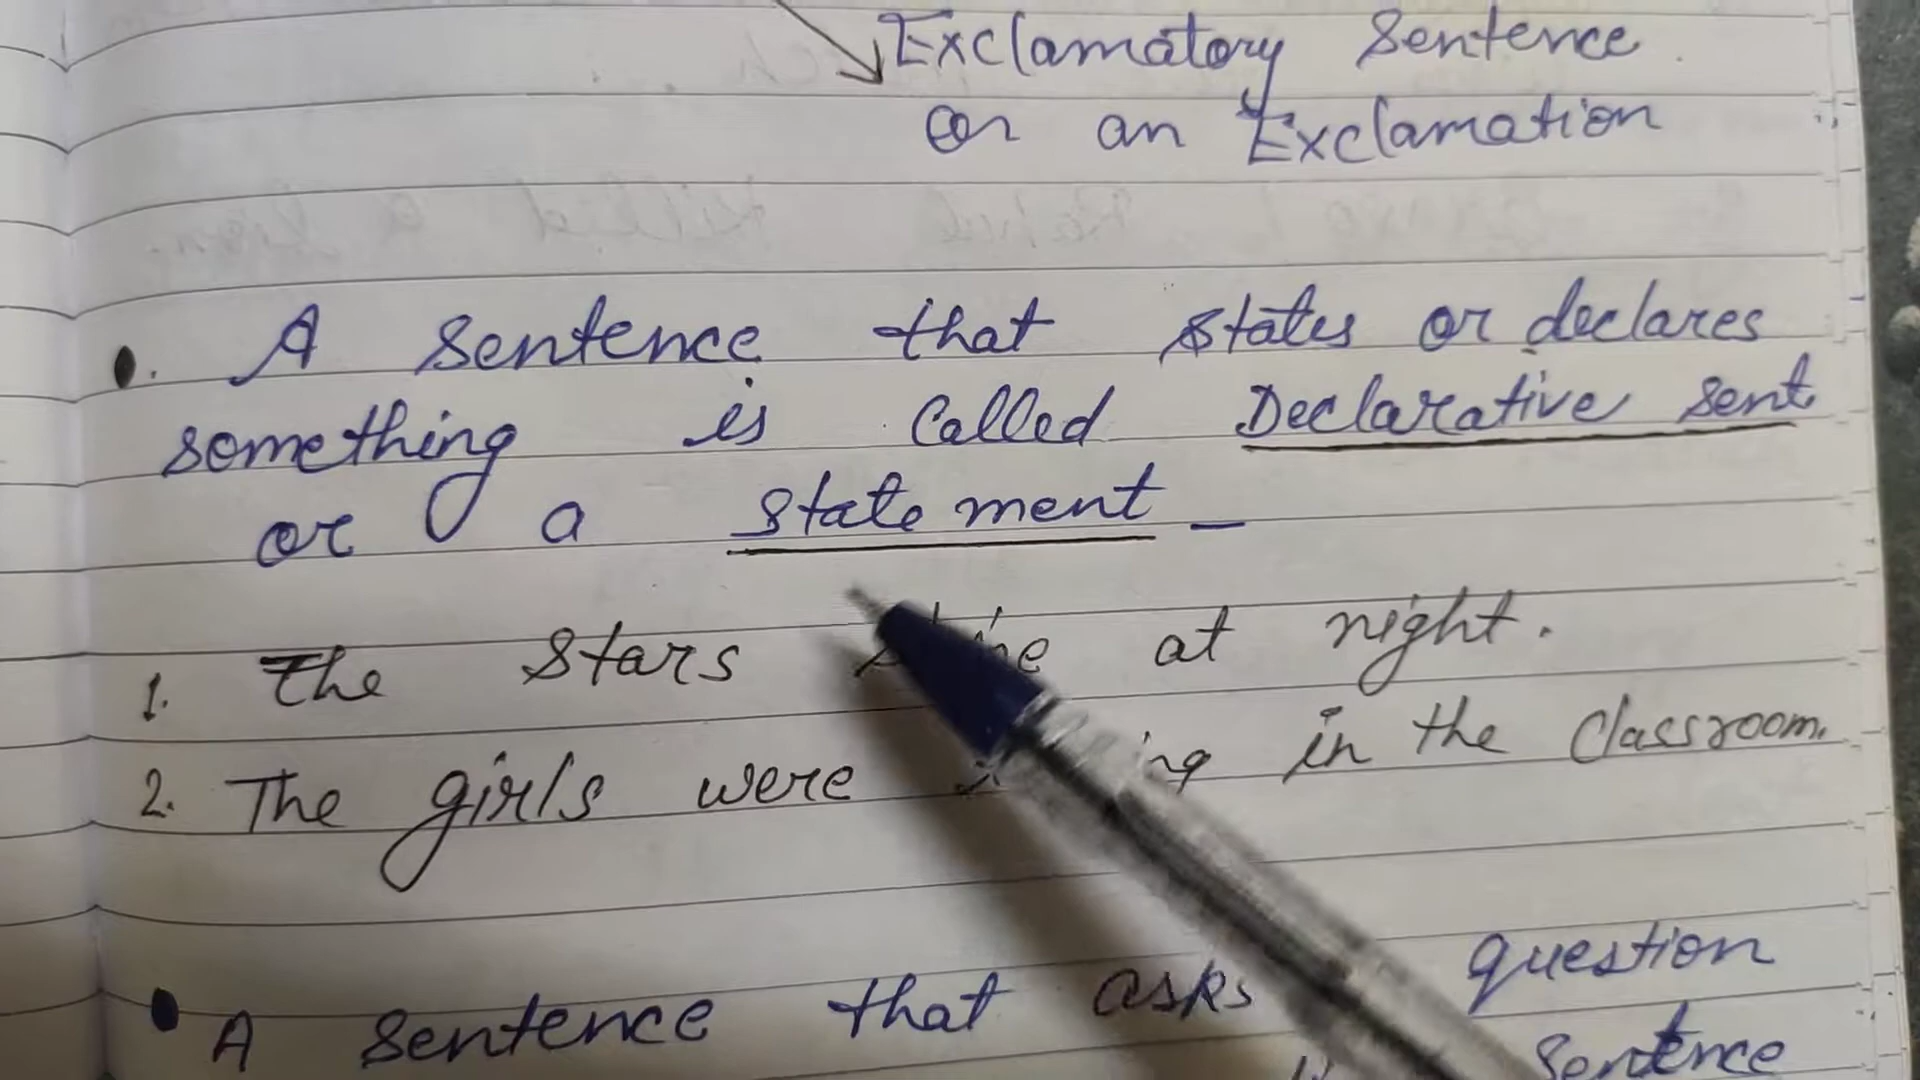 Exclamatory Sentence
or an Exclamation
A sentence that states or declares
something is called Declarative sent
or a statement –
1. The stars at night.
2. The girls were in the classroom.
A sentence that asks question
sentence